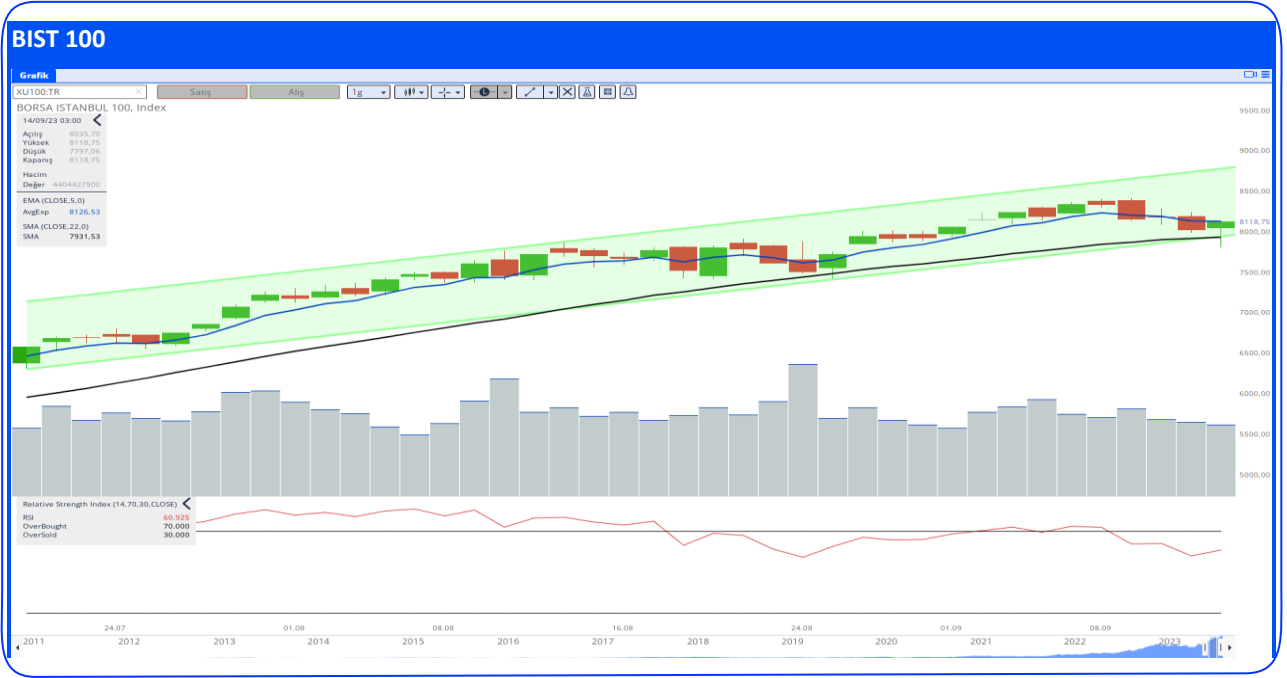 BIST 100
Grafik
XU100:TR
Satış
Alış
1g
L
BORSA ISTANBUL 100, Index
14/09/23 03:00
Açılış 8035,70
Yüksek 8118,75
Düşük 7797,06
Kapanış 8118,75
Hacim
Değer 4404427900
EMA (CLOSE,5,0)
AvgExp 8126,53
SMA (CLOSE,22,0)
SMA 7931,53
9500,00
9000,00
8500,00
8118,75
8000,00
7500,00
7000,00
6500,00
6000,00
5500,00
5000,00
Relative Strength Index (14,70,30,CLOSE)
RSI 60.925
OverBought 70.000
OverSold 30.000
24.07 01.08 08.08 16.08 24.08 01.09 08.09
2011 2012 2013 2014 2015 2016 2017 2018 2019 2020 2021 2022 2023